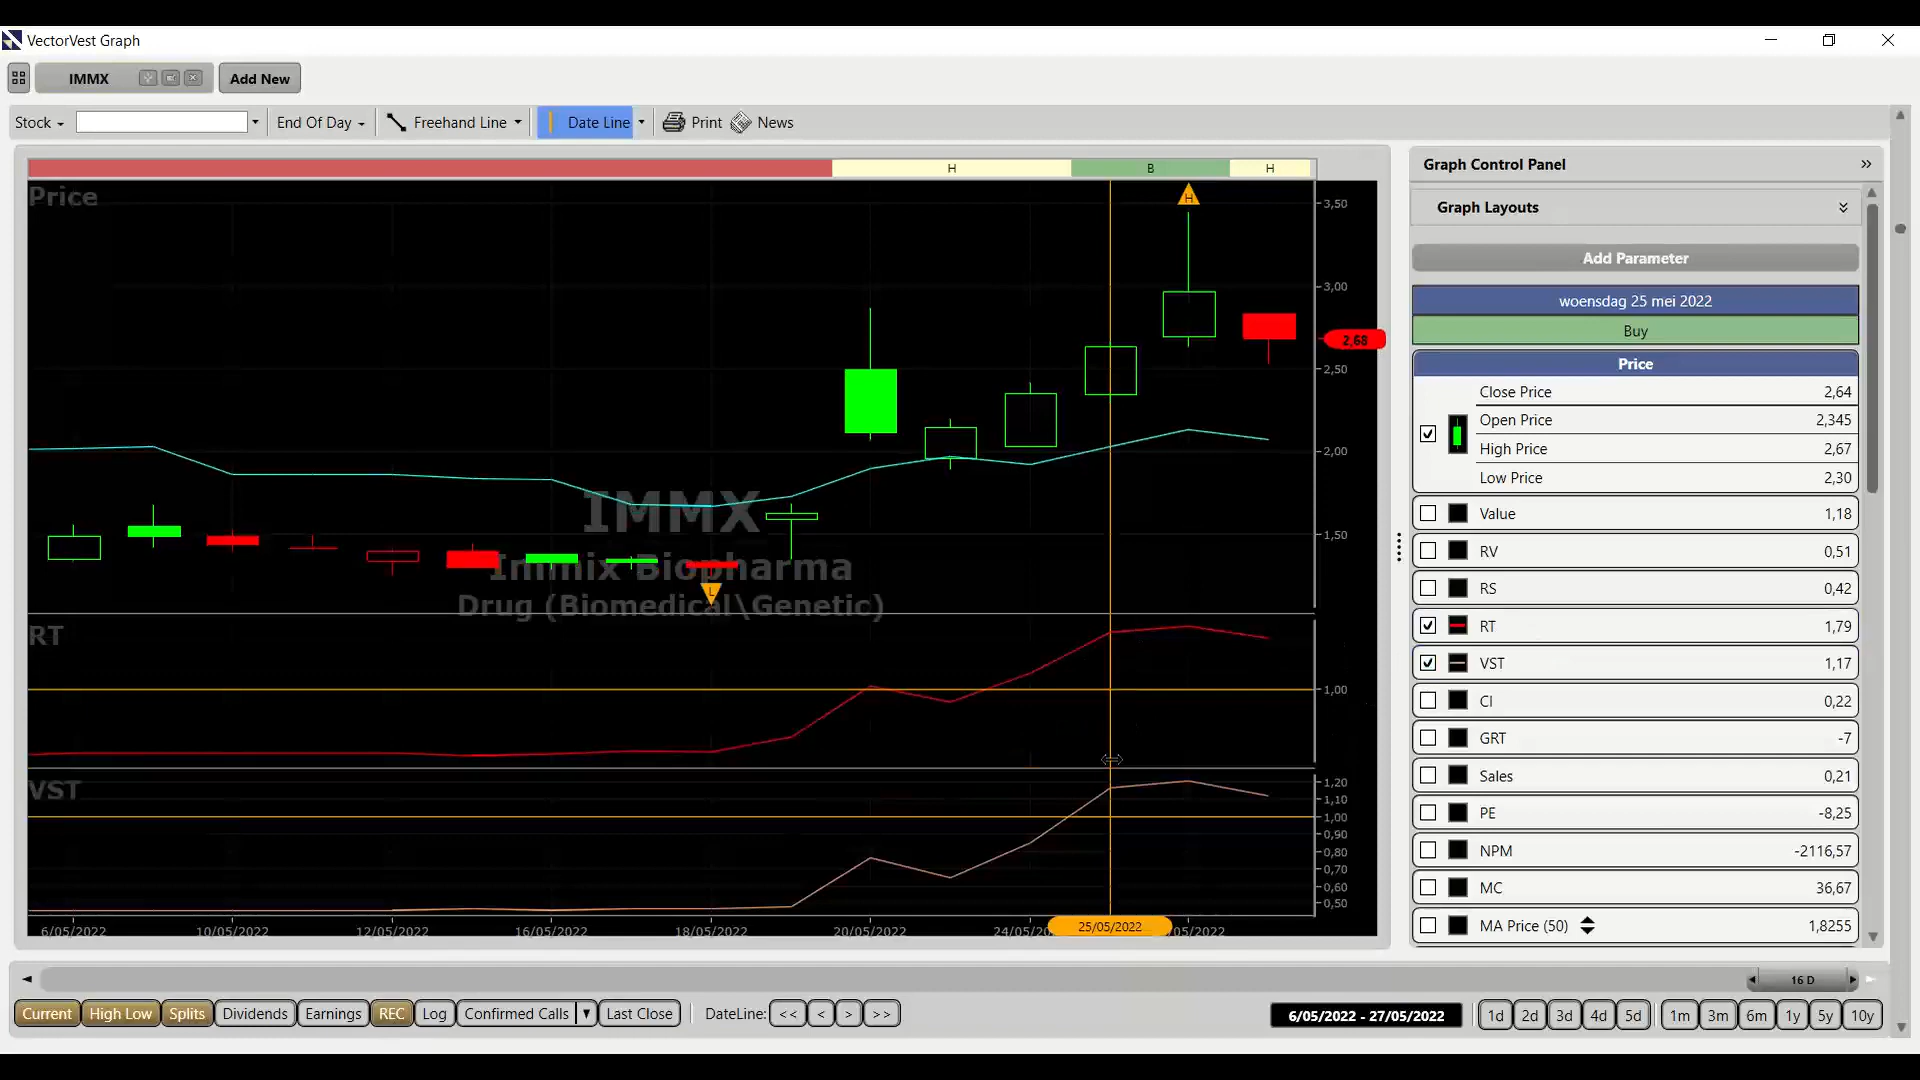 VectorVest Graph
IMMX
Add New
Stock
End Of Day
Freehand Line
Date Line
Print
News
H
B
H
Price
H
3,50
3,00
2,68
2,50
2,00
1,50
IMMX
Immix Biopharma
Drug (Biomedical\Genetic)
L
RT
1,00
VST
1,20
1,10
1,00
0,90
0,80
0,70
0,60
0,50
6/05/2022
10/05/2022
12/05/2022
16/05/2022
18/05/2022
20/05/2022
24/05/20
25/05/2022
/05/2022
Graph Control Panel
Graph Layouts
Add Parameter
woensdag 25 mei 2022
Buy
Price
Close Price 2,64
Open Price 2,345
High Price 2,67
Low Price 2,30
Value 1,18
RV 0,51
RS 0,42
RT 1,79
VST 1,17
CI 0,22
GRT -7
Sales 0,21
PE -8,25
NPM -2116,57
MC 36,67
MA Price (50) 1,8255
16 D
Current
High Low
Splits
Dividends
Earnings
REC
Log
Confirmed Calls
Last Close
DateLine:
<<
<
>
>>
6/05/2022 - 27/05/2022
1d
2d
3d
4d
5d
1m
3m
6m
1y
5y
10y